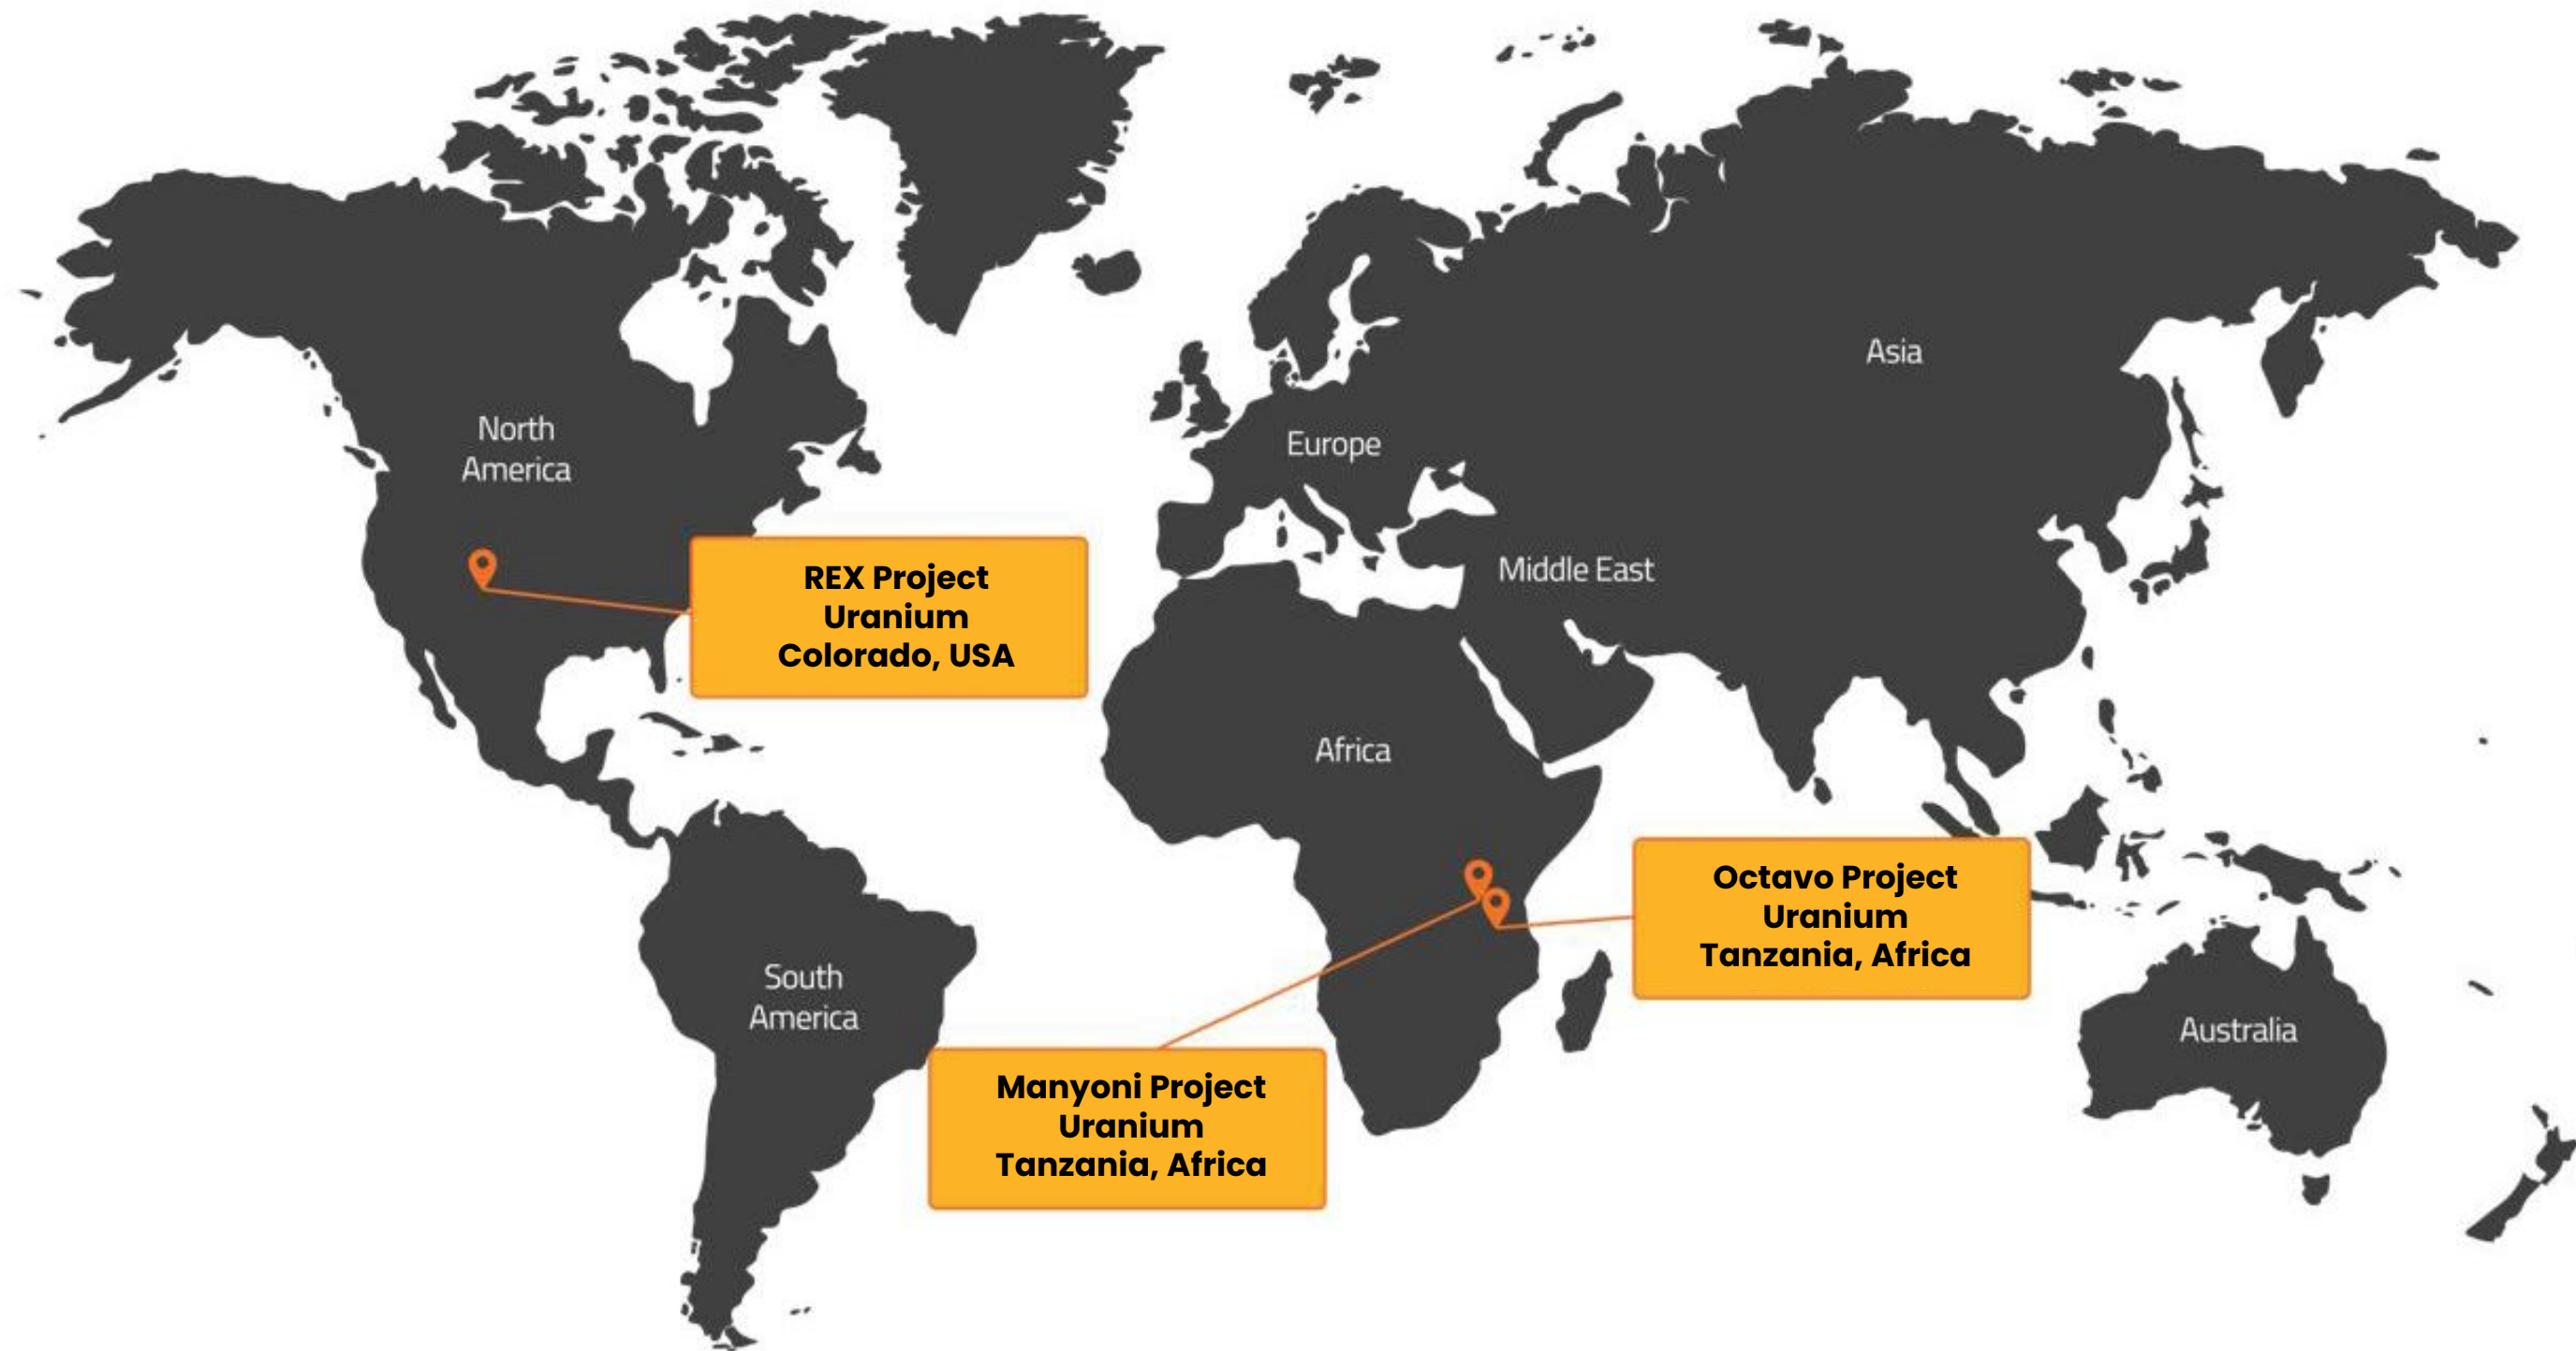 Asia
North
America
Europe
REX Project
Uranium
Colorado, USA
Middle East
Africa
Octavo Project
Uranium
Tanzania, Africa
South
America
Australia
Manyoni Project
Uranium
Tanzania, Africa